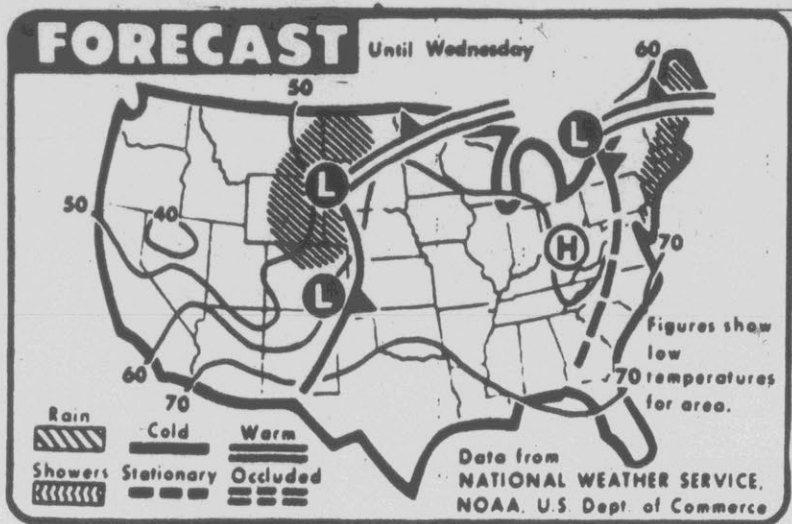 FORECAST Until Wednesday
50
60
50
40
L
L
H
70
L
Figures show
low
temperatures
for area.
60
70
70
Rain
Cold
Warm
Showers
Stationary
Occluded
Data from
NATIONAL WEATHER SERVICE,
NOAA, U.S. Dept. of Commerce